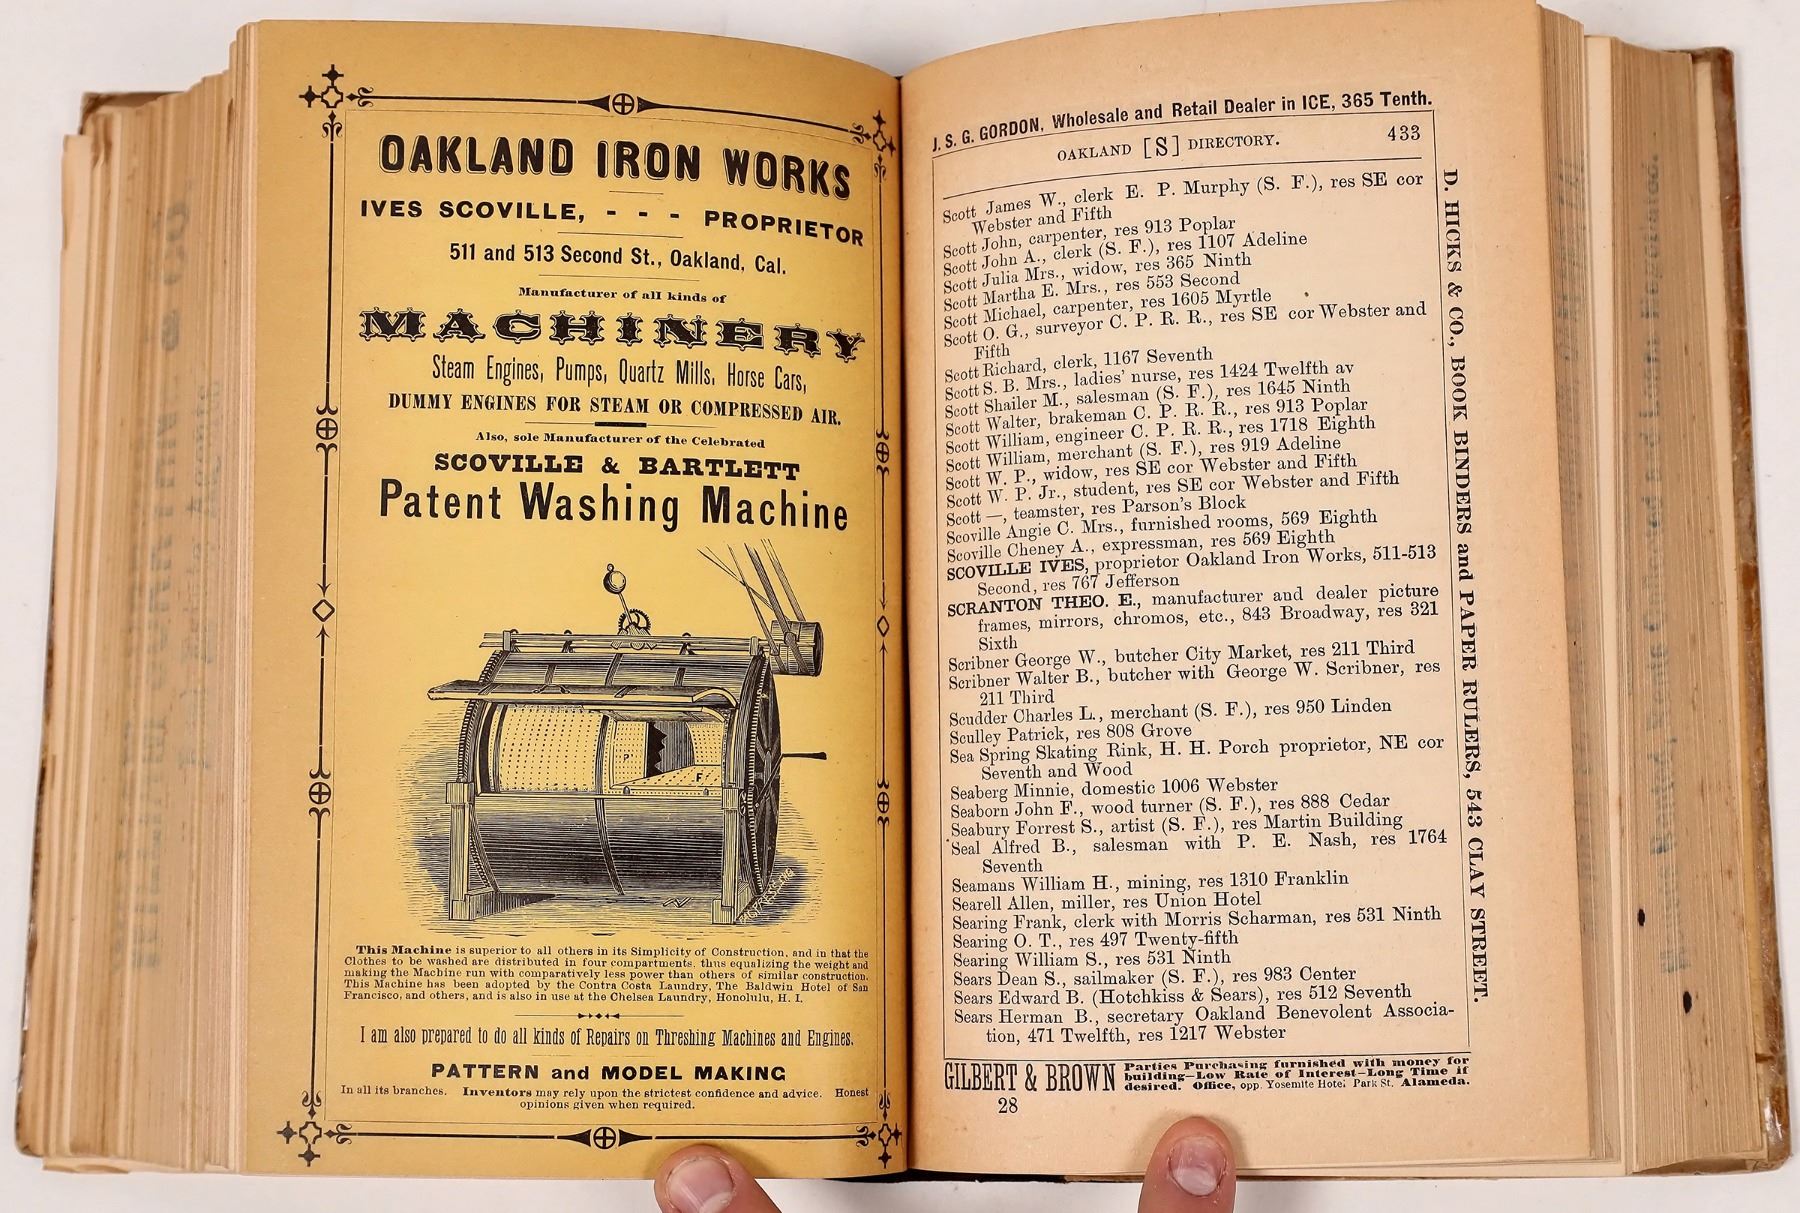 OAKLAND IRON WORKS
IVES SCOVILLE, - - - PROPRIETOR
511 and 513 Second St., Oakland, Cal.
Manufacturer of all kinds of
MACHINERY
Steam Engines, Pumps, Quartz Mills, Horse Cars,
DUMMY ENGINES FOR STEAM OR COMPRESSED AIR.
Also, sole Manufacturer of the Celebrated
SCOVILLE & BARTLETT
Patent Washing Machine
P
F
This Machine is superior to all others in its Simplicity of Construction, and in that the
Clothes to be washed are distributed in four compartments, thus equalizing the weight and
making the Machine run with comparatively less power than others of similar construction.
This Machine has been adopted by the Contra Costa Laundry, The Baldwin Hotel of San
Francisco, and others, and is also in use at the Chelsea Laundry, Honolulu, H. I.
I am also prepared to do all kinds of Repairs on Threshing Machines and Engines.
PATTERN and MODEL MAKING
In all its branches. Inventors may rely upon the strictest confidence and advice. Honest
opinions given when required.
J. S. G. GORDON, Wholesale and Retail Dealer in ICE, 365 Tenth.
OAKLAND [S] DIRECTORY. 433
Scott James W., clerk E. P. Murphy (S. F.), res SE cor
Webster and Fifth
Scott John, carpenter, res 913 Poplar
Scott John A., clerk (S. F.), res 1107 Adeline
Scott Julia Mrs., widow, res 365 Ninth
Scott Martha E. Mrs., res 553 Second
Scott Michael, carpenter, res 1605 Myrtle
Scott O. G., surveyor C. P. R. R., res SE cor Webster and
Fifth
Scott Richard, clerk, 1167 Seventh
Scott S. B. Mrs., ladies' nurse, res 1424 Twelfth av
Scott Shailer M., salesman (S. F.), res 1645 Ninth
Scott Walter, brakeman C. P. R. R., res 913 Poplar
Scott William, engineer C. P. R. R., res 1718 Eighth
Scott William, merchant (S. F.), res 919 Adeline
Scott W. P., widow, res SE cor Webster and Fifth
Scott W. P. Jr., student, res SE cor Webster and Fifth
Scott —, teamster, res Parson's Block
Scoville Angie C. Mrs., furnished rooms, 569 Eighth
Scoville Cheney A., expressman, res 569 Eighth
SCOVILLE IVES, proprietor Oakland Iron Works, 511-513
Second, res 767 Jefferson
SCRANTON THEO. E., manufacturer and dealer picture
frames, mirrors, chromos, etc., 843 Broadway, res 321
Sixth
Scribner George W., butcher City Market, res 211 Third
Scribner Walter B., butcher with George W. Scribner, res
211 Third
Scudder Charles L., merchant (S. F.), res 950 Linden
Sculley Patrick, res 808 Grove
Sea Spring Skating Rink, H. H. Porch proprietor, NE cor
Seventh and Wood
Seaberg Minnie, domestic 1006 Webster
Seaborn John F., wood turner (S. F.), res 888 Cedar
Seabury Forrest S., artist (S. F.), res Martin Building
Seal Alfred B., salesman with P. E. Nash, res 1764
Seventh
Seamans William H., mining, res 1310 Franklin
Searell Allen, miller, res Union Hotel
Searing Frank, clerk with Morris Scharman, res 531 Ninth
Searing O. T., res 497 Twenty-fifth
Searing William S., res 531 Ninth
Sears Dean S., sailmaker (S. F.), res 983 Center
Sears Edward B. (Hotchkiss & Sears), res 512 Seventh
Sears Herman B., secretary Oakland Benevolent Associa-
tion, 471 Twelfth, res 1217 Webster
GILBERT & BROWN Parties Purchasing furnished with money for
building—Low Rate of Interest—Long Time if
desired. Office, opp. Yosemite Hotel Park St. Alameda.
28
D. HICKS & CO., BOOK BINDERS and PAPER RULERS, 543 CLAY STREET.